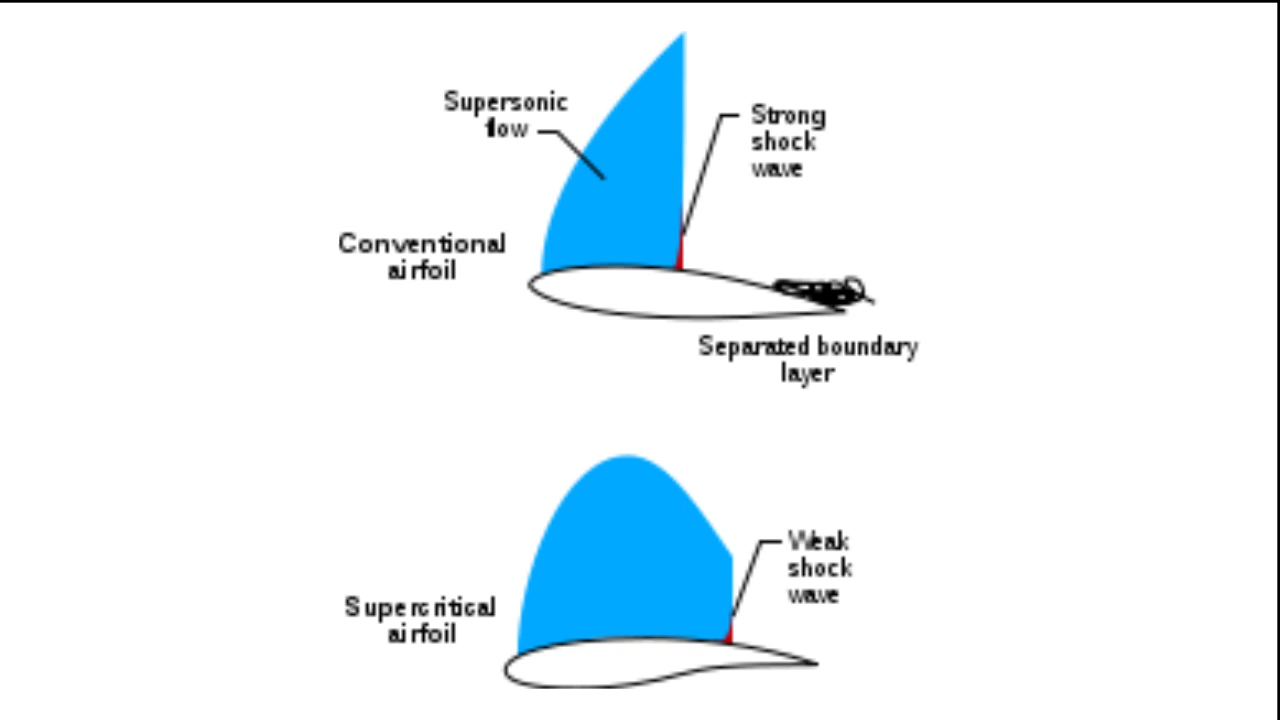 Supersonic
flow
Strong
shock
wave
Conventional
airfoil
Separated boundary
layer
Weak
shock
wave
Supercritical
airfoil